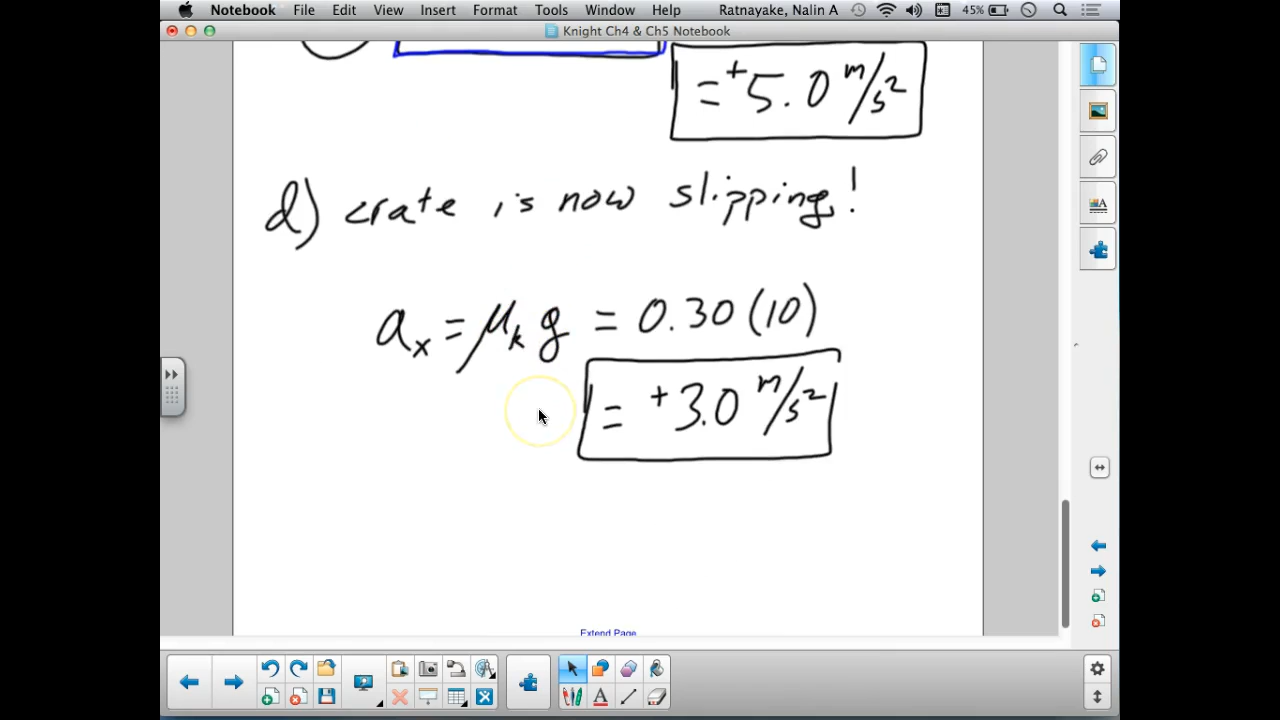 Notebook File Edit View Insert Format Tools Window Help Ratnayake, Nalin A 45%
Knight Ch4 & Ch5 Notebook
= +5.0 m/s²
d) crate is now slipping!
aₓ = μₖ g = 0.30 (10)
= +3.0 m/s²
Extend Page